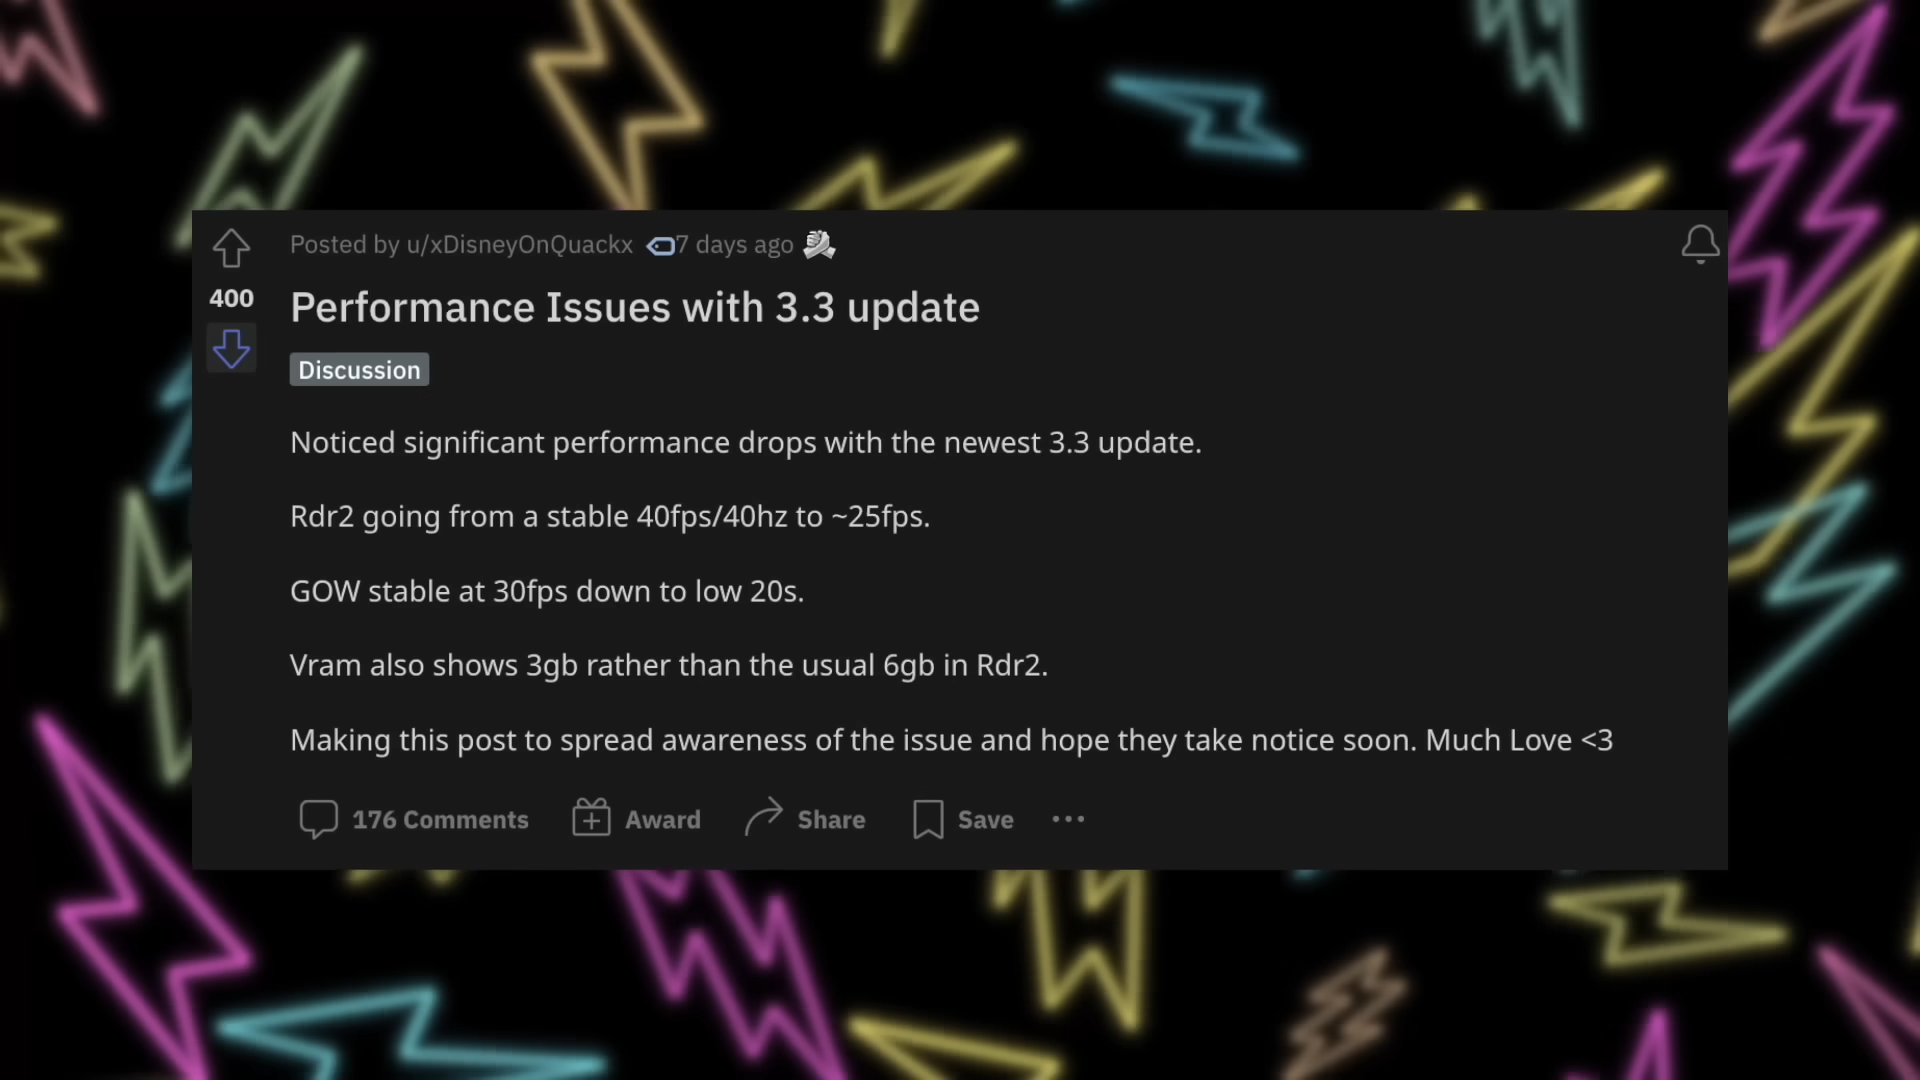 Posted by u/xDisneyOnQuackx 7 days ago
400
Performance Issues with 3.3 update
Discussion
Noticed significant performance drops with the newest 3.3 update.
Rdr2 going from a stable 40fps/40hz to ~25fps.
GOW stable at 30fps down to low 20s.
Vram also shows 3gb rather than the usual 6gb in Rdr2.
Making this post to spread awareness of the issue and hope they take notice soon. Much Love <3
176 Comments Award Share Save ...